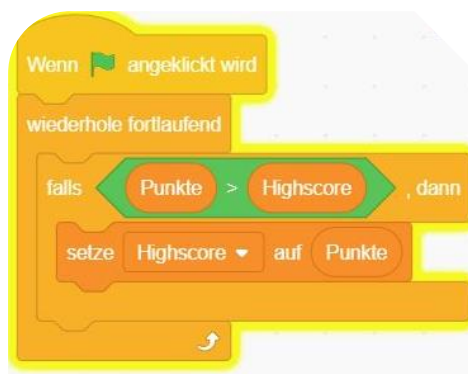 Wenn angeklickt wird
wiederhole fortlaufend
falls Punkte > Highscore , dann
setze Highscore auf Punkte